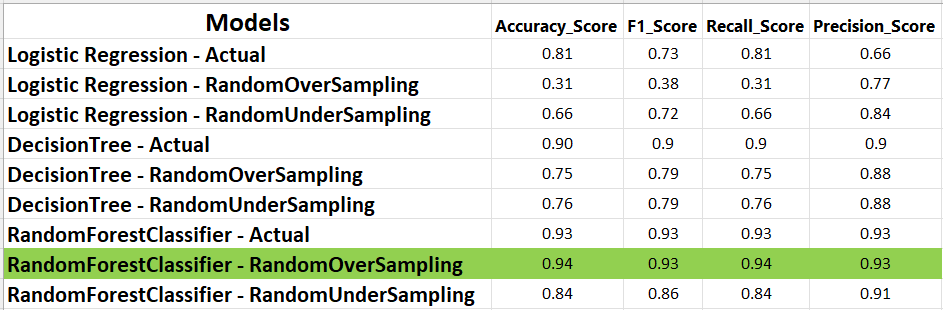 Models Accuracy_Score F1_Score Recall_Score Precision_Score
Logistic Regression - Actual 0.81 0.73 0.81 0.66
Logistic Regression - RandomOverSampling 0.31 0.38 0.31 0.77
Logistic Regression - RandomUnderSampling 0.66 0.72 0.66 0.84
DecisionTree - Actual 0.90 0.9 0.9 0.9
DecisionTree - RandomOverSampling 0.75 0.79 0.75 0.88
DecisionTree - RandomUnderSampling 0.76 0.79 0.76 0.88
RandomForestClassifier - Actual 0.93 0.93 0.93 0.93
RandomForestClassifier - RandomOverSampling 0.94 0.93 0.94 0.93
RandomForestClassifier - RandomUnderSampling 0.84 0.86 0.84 0.91